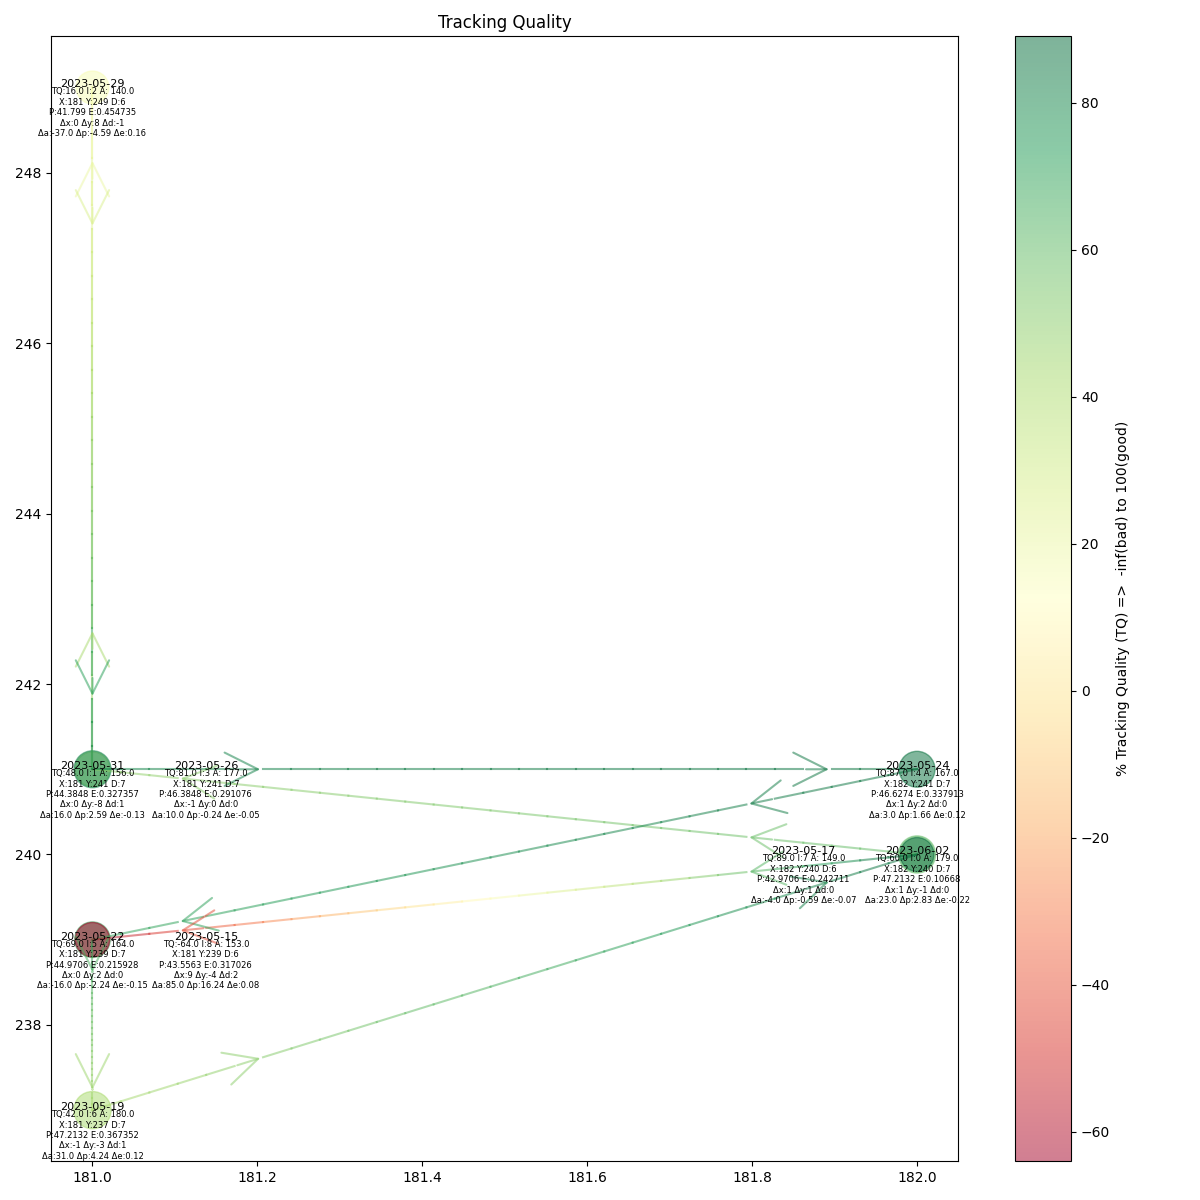 Tracking Quality
2023-05-29
TQ:16.0 I:2 A: 140.0
X:181 Y:249 D:6
P:41.799 E:0.454735
Δx:0 Δy:8 Δd:-1
Δa:-37.0 Δp:-4.59 Δe:0.16
248
246
244
242
240
238
2023-05-31
TQ:48.0 I:1 A: 156.0
X:181 Y:241 D:7
P:44.3848 E:0.327357
Δx:0 Δy:-8 Δd:1
Δa:16.0 Δp:2.59 Δe:-0.13
2023-05-26
TQ:81.0 I:3 A: 177.0
X:181 Y:241 D:7
P:46.3848 E:0.291076
Δx:-1 Δy:0 Δd:0
Δa:10.0 Δp:-0.24 Δe:-0.05
2023-05-24
TQ:87.0 I:4 A: 167.0
X:182 Y:241 D:7
P:46.6274 E:0.337913
Δx:1 Δy:2 Δd:0
Δa:3.0 Δp:1.66 Δe:0.12
2023-05-17
TQ:89.0 I:7 A: 149.0
X:182 Y:240 D:6
P:42.9706 E:0.242711
Δx:1 Δy:1 Δd:0
Δa:-4.0 Δp:-0.59 Δe:-0.07
2023-06-02
TQ:60.0 I:0 A: 179.0
X:182 Y:240 D:7
P:47.2132 E:0.10668
Δx:1 Δy:-1 Δd:0
Δa:23.0 Δp:2.83 Δe:-0.22
2023-05-22
TQ:69.0 I:5 A: 164.0
X:181 Y:239 D:7
P:44.9706 E:0.215928
Δx:0 Δy:2 Δd:0
Δa:-16.0 Δp:-2.24 Δe:-0.15
2023-05-15
TQ:-64.0 I:8 A: 153.0
X:181 Y:239 D:6
P:43.5563 E:0.317026
Δx:9 Δy:-4 Δd:2
Δa:85.0 Δp:16.24 Δe:0.08
2023-05-19
TQ:42.0 I:6 A: 180.0
X:181 Y:237 D:7
P:47.2132 E:0.367352
Δx:-1 Δy:-3 Δd:1
Δa:31.0 Δp:4.24 Δe:0.12
181.0 181.2 181.4 181.6 181.8 182.0
80
60
40
20
0
−20
−40
−60
% Tracking Quality (TQ) => -inf(bad) to 100(good)